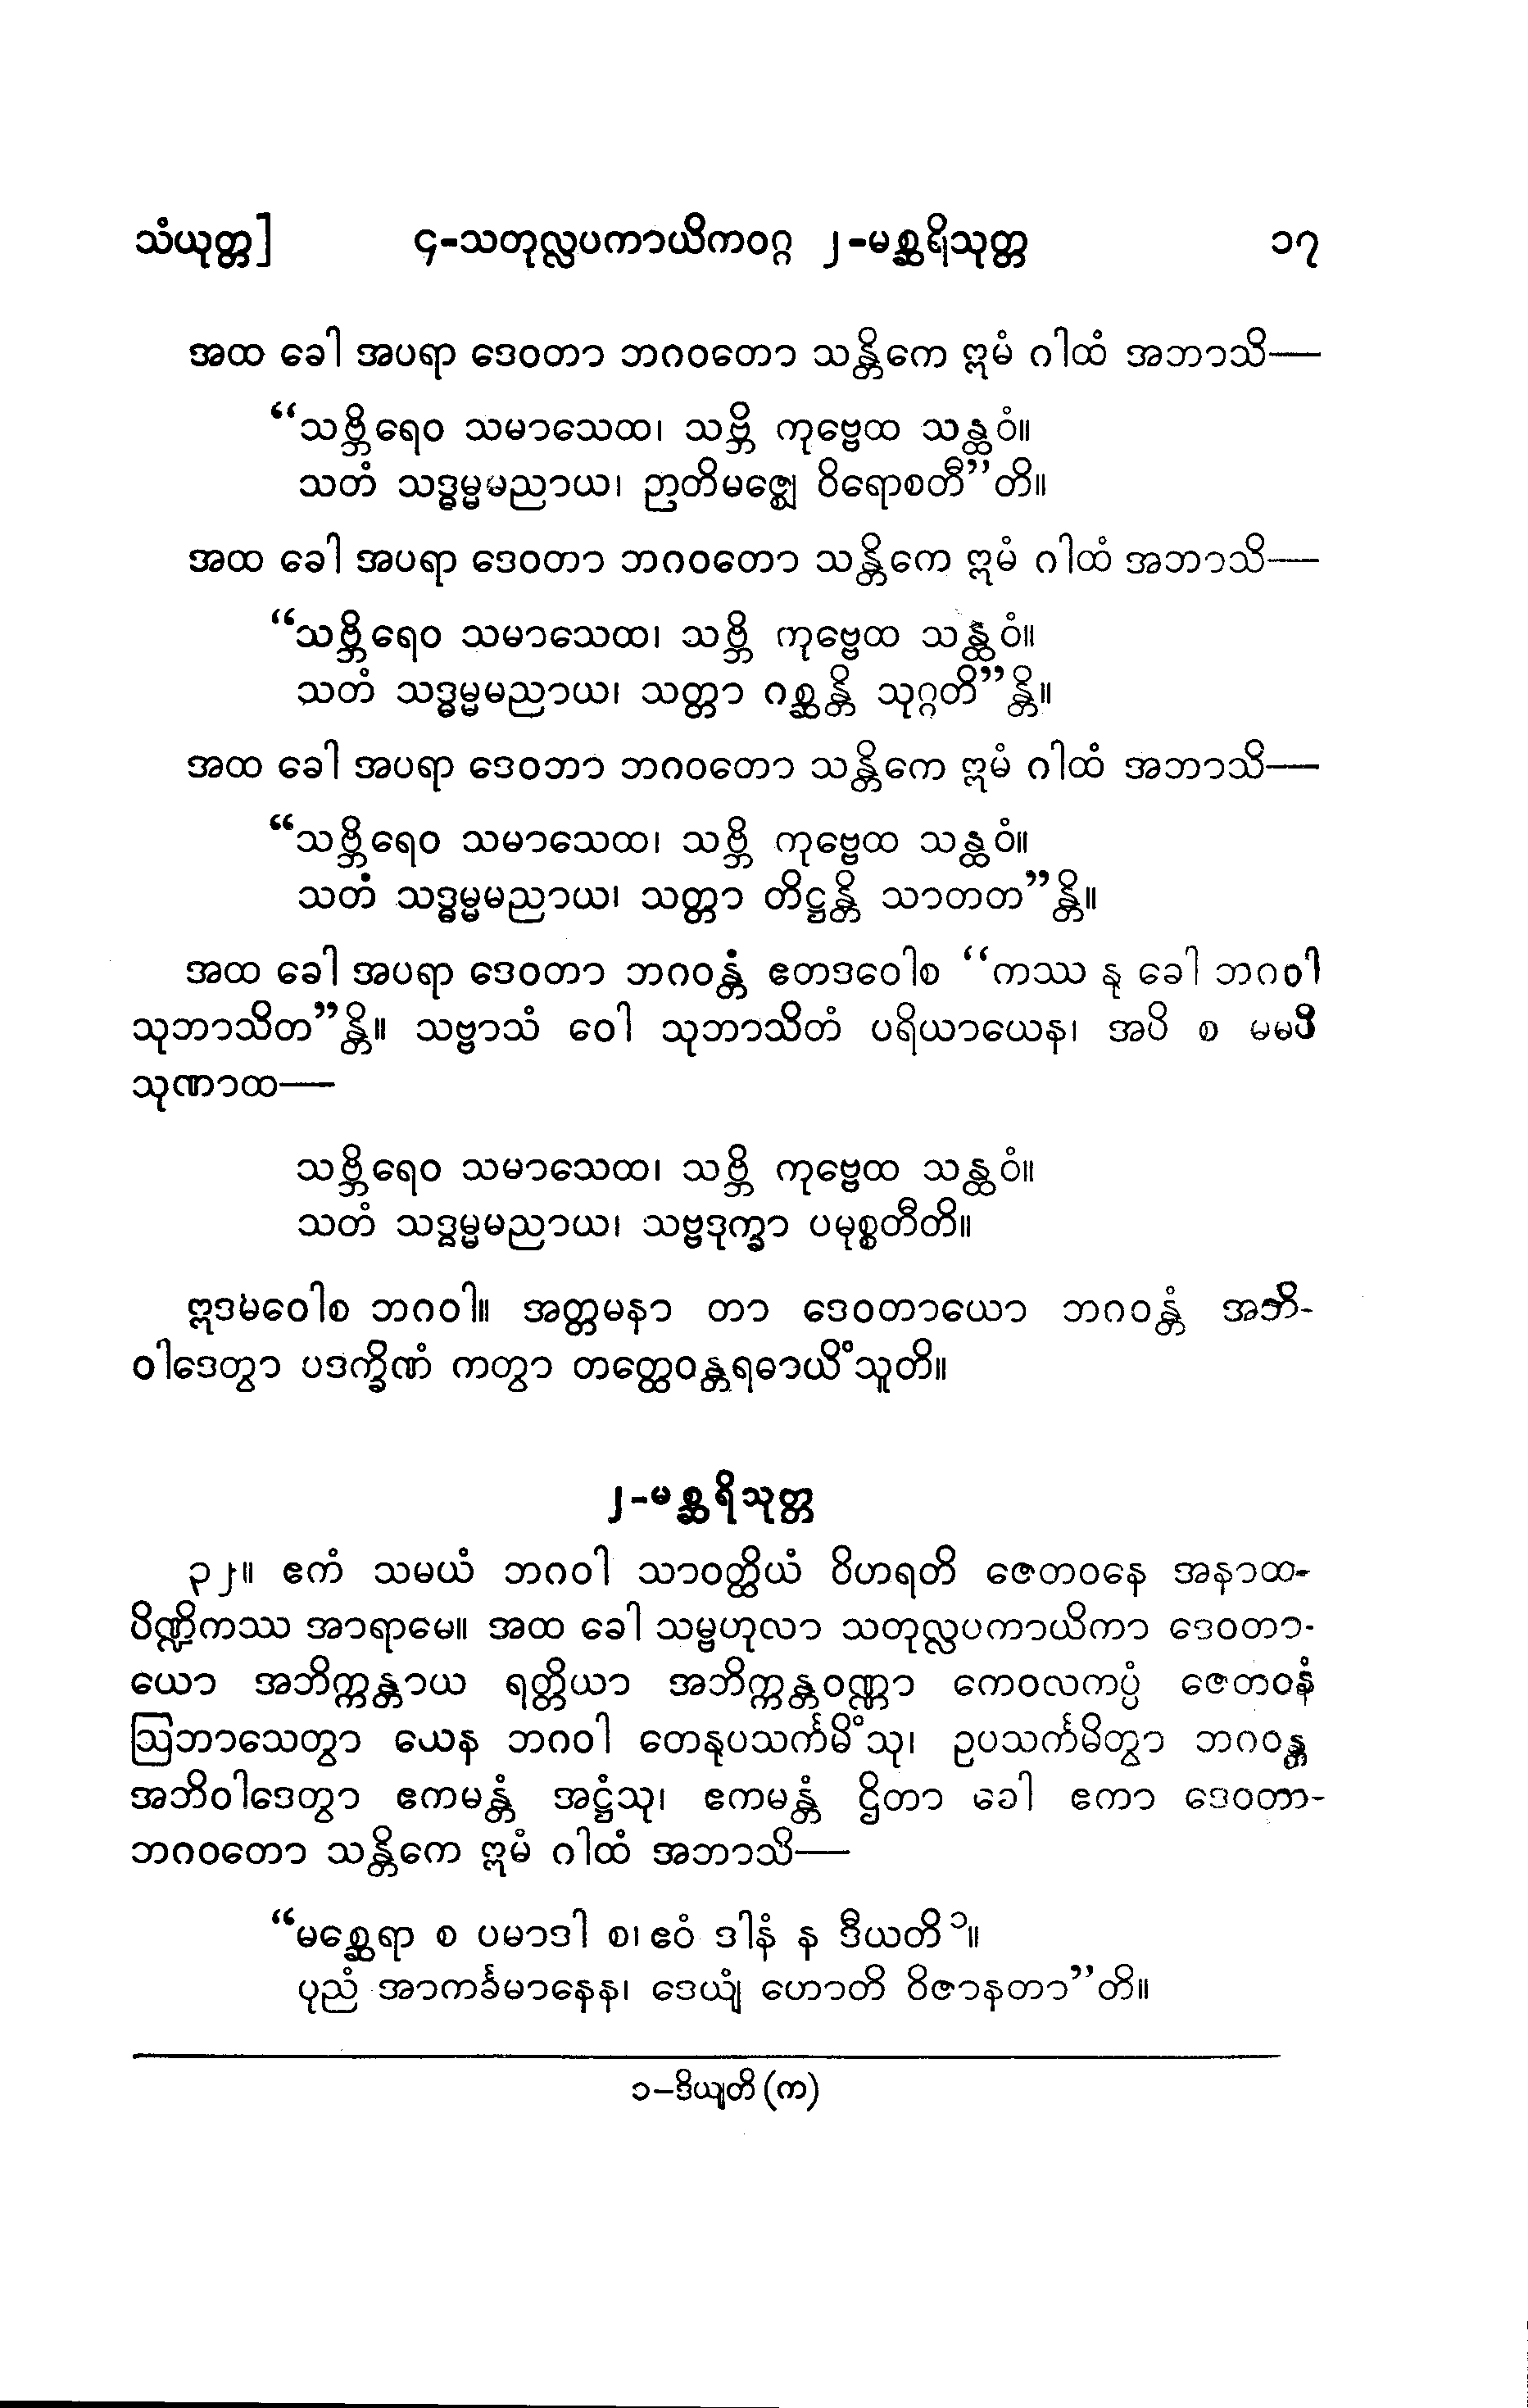 သံယုတ္တ] ၄-သတုလ္လပကာယိကဝဂ္ဂ ၂-မစ္ဆရိသုတ္တ ၁၇
အထ ခေါ အပရာ ဒေဝတာ ဘဂဝတော သန္တိကေ ဣမံ ဂါထံ အဘာသိ—
“သဗ္ဘိရေဝ သမာသေထ၊ သဗ္ဘိ ကုဗ္ဗေထ သန္ထဝံ။
သတံ သဒ္ဓမ္မမညာယ၊ ဉာတိမဇ္ဈေ ဝိရောစတီ”တိ။
အထ ခေါ အပရာ ဒေဝတာ ဘဂဝတော သန္တိကေ ဣမံ ဂါထံ အဘာသိ—
“သဗ္ဘိရေဝ သမာသေထ၊ သဗ္ဘိ ကုဗ္ဗေထ သန္ထဝံ။
သတံ သဒ္ဓမ္မမညာယ၊ သတ္တာ ဂစ္ဆန္တိ သုဂ္ဂတိ”န္တိ။
အထ ခေါ အပရာ ဒေဝဘာ ဘဂဝတော သန္တိကေ ဣမံ ဂါထံ အဘာသိ—
“သဗ္ဘိရေဝ သမာသေထ၊ သဗ္ဘိ ကုဗ္ဗေထ သန္ထဝံ။
သတံ သဒ္ဓမ္မမညာယ၊ သတ္တာ တိဋ္ဌန္တိ သာတတ”န္တိ။
အထ ခေါ အပရာ ဒေဝတာ ဘဂဝန္တံ ဧတဒဝေါစ “ကဿ နု ခေါ ဘဂဝါ
သုဘာသိတ”န္တိ။ သဗ္ဗာသံ ဝေါ သုဘာသိတံ ပရိယာယေန၊ အပိ စ မမပိ
သုဏာထ—
သဗ္ဘိရေဝ သမာသေထ၊ သဗ္ဘိ ကုဗ္ဗေထ သန္ထဝံ။
သတံ သဒ္ဓမ္မမညာယ၊ သဗ္ဗဒုက္ခာ ပမုစ္စတီတိ။
ဣဒမဝေါစ ဘဂဝါ။ အတ္တမနာ တာ ဒေဝတာယော ဘဂဝန္တံ အဘိ-
ဝါဒေတွာ ပဒက္ခိဏံ ကတွာ တတ္ထေဝန္တရဓာယိံသူတိ။
၂-မစ္ဆရိသုတ္တ
၃၂။ ဧကံ သမယံ ဘဂဝါ သာဝတ္ထိယံ ဝိဟရတိ ဇေတဝနေ အနာထ-
ပိဏ္ဍိကဿ အာရာမေ။ အထ ခေါ သမ္ဗဟုလာ သတုလ္လပကာယိကာ ဒေဝတာ-
ယော အဘိက္ကန္တာယ ရတ္တိယာ အဘိက္ကန္တဝဏ္ဏာ ကေဝလကပ္ပံ ဇေတဝနံ
ဩဘာသေတွာ ယေန ဘဂဝါ တေနုပသင်္ကမိံသု၊ ဥပသင်္ကမိတွာ ဘဂဝန္တ
အဘိဝါဒေတွာ ဧကမန္တံ အဋ္ဌံသု၊ ဧကမန္တံ ဌိတာ ခေါ ဧကာ ဒေဝတာ-
ဘဂဝတော သန္တိကေ ဣမံ ဂါထံ အဘာသိ—
“မစ္ဆေရာ စ ပမာဒါ စ၊ ဧဝံ ဒါနံ န ဒီယတိ ၁။
ပုညံ အာကင်္ခမာနေန၊ ဒေယျံ ဟောတိ ဝိဇာနတာ”တိ။
၁–ဒိယျတိ (က)